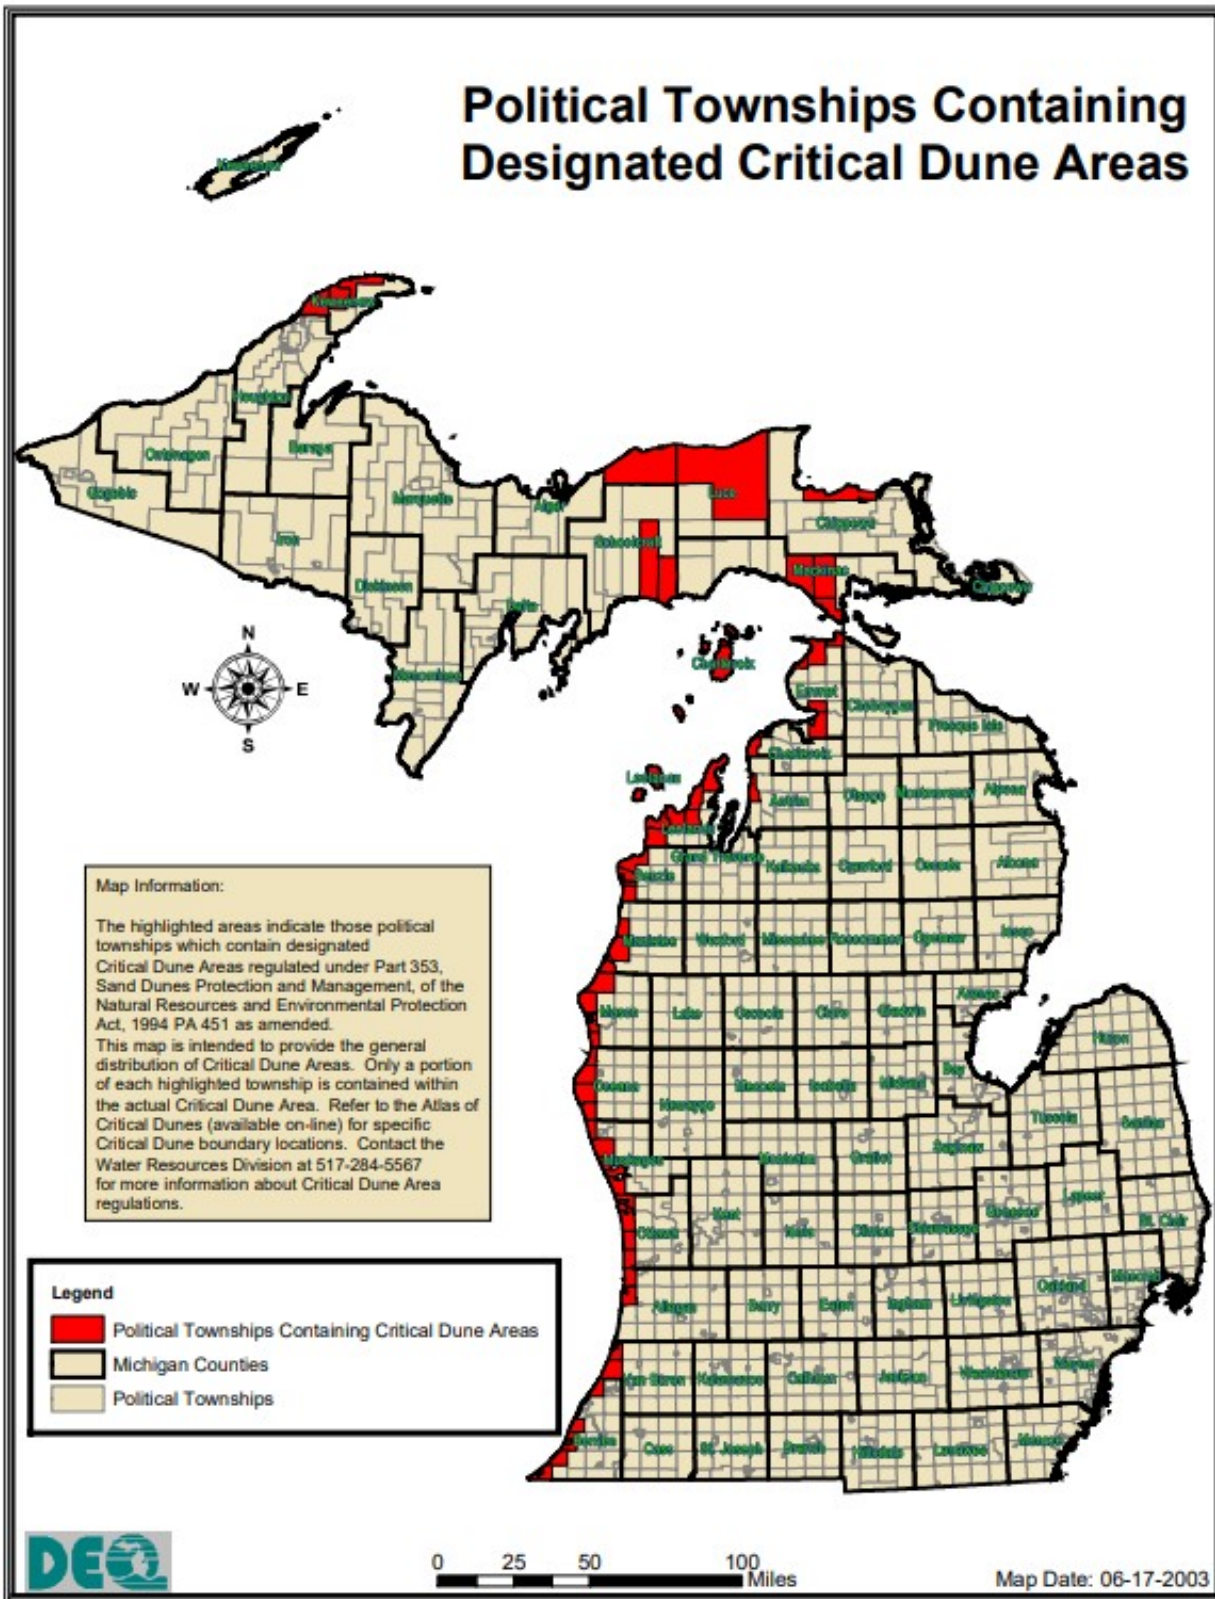 Political Townships Containing
Designated Critical Dune Areas
Keweenaw
Keweenaw
Houghton
Ontonagon
Baraga
Gogebic
Marquette
Alger
Luce
Chippewa
Schoolcraft
Iron
Mackinac
Dickinson
Delta
Chippewa
Menominee
N
W
E
S
Charlevoix
Emmet
Cheboygan
Presque Isle
Charlevoix
Leelanau
Antrim
Otsego
Montmorency
Alpena
Leelanau
Grand Traverse
Benzie
Kalkaska
Crawford
Oscoda
Alcona
Manistee
Wexford
Missaukee
Roscommon
Ogemaw
Iosco
Mason
Lake
Osceola
Clare
Gladwin
Arenac
Huron
Oceana
Newaygo
Mecosta
Isabella
Midland
Bay
Tuscola
Sanilac
Muskegon
Montcalm
Gratiot
Saginaw
Ottawa
Kent
Ionia
Clinton
Shiawassee
Genesee
Lapeer
St. Clair
Allegan
Barry
Eaton
Ingham
Livingston
Oakland
Macomb
Van Buren
Kalamazoo
Calhoun
Jackson
Washtenaw
Wayne
Berrien
Cass
St. Joseph
Branch
Hillsdale
Lenawee
Monroe
Map Information:
The highlighted areas indicate those political
townships which contain designated
Critical Dune Areas regulated under Part 353,
Sand Dunes Protection and Management, of the
Natural Resources and Environmental Protection
Act, 1994 PA 451 as amended.
This map is intended to provide the general
distribution of Critical Dune Areas. Only a portion
of each highlighted township is contained within
the actual Critical Dune Area. Refer to the Atlas of
Critical Dunes (available on-line) for specific
Critical Dune boundary locations. Contact the
Water Resources Division at 517-284-5567
for more information about Critical Dune Area
regulations.
Legend
Political Townships Containing Critical Dune Areas
Michigan Counties
Political Townships
DEQ
0 25 50 100
Miles
Map Date: 06-17-2003